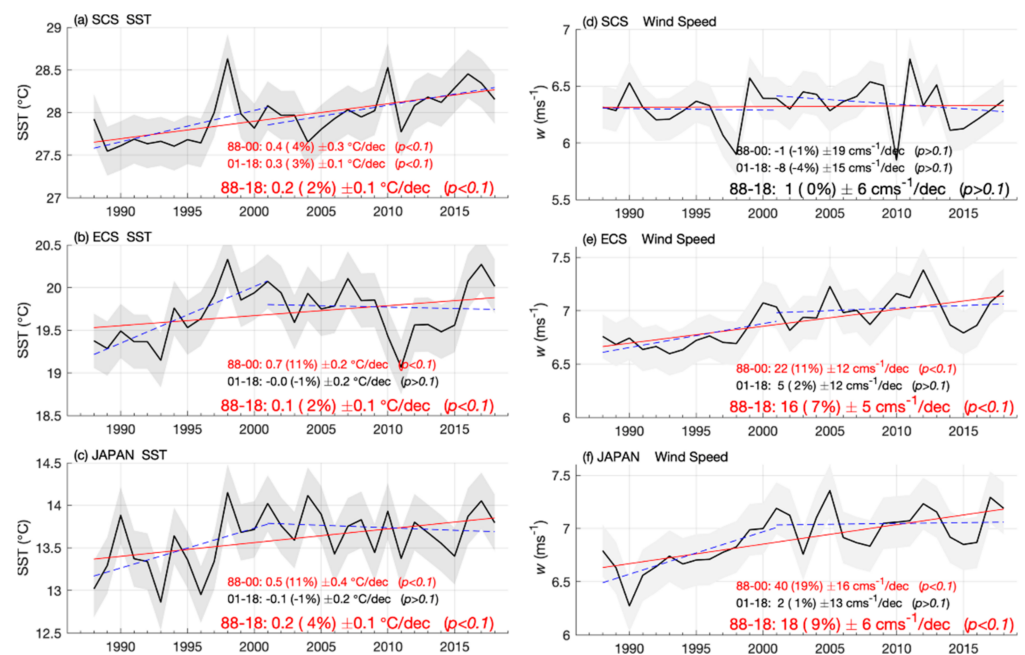 (a) SCS SST
29
28.5
28
27.5
27
SST (°C)
88-00: 0.4 ( 4%) ±0.3 °C/dec (p<0.1)
01-18: 0.3 ( 3%) ±0.1 °C/dec (p<0.1)
88-18: 0.2 ( 2%) ±0.1 °C/dec (p<0.1)
1990 1995 2000 2005 2010 2015
(d) SCS Wind Speed
7
6.5
6
5.5
w (ms-1)
88-00: -1 (-1%) ±19 cms-1/dec (p>0.1)
01-18: -8 (-4%) ±15 cms-1/dec (p>0.1)
88-18: 1 ( 0%) ± 6 cms-1/dec (p>0.1)
1990 1995 2000 2005 2010 2015
(b) ECS SST
20.5
20
19.5
19
18.5
SST (°C)
88-00: 0.7 (11%) ±0.2 °C/dec (p<0.1)
01-18: -0.0 (-1%) ±0.2 °C/dec (p>0.1)
88-18: 0.1 ( 2%) ±0.1 °C/dec (p<0.1)
1990 1995 2000 2005 2010 2015
(e) ECS Wind Speed
7.5
7
6.5
6
w (ms-1)
88-00: 22 (11%) ±12 cms-1/dec (p<0.1)
01-18: 5 ( 2%) ±12 cms-1/dec (p>0.1)
88-18: 16 ( 7%) ± 5 cms-1/dec (p<0.1)
1990 1995 2000 2005 2010 2015
(c) JAPAN SST
14.5
14
13.5
13
12.5
SST (°C)
88-00: 0.5 (11%) ±0.4 °C/dec (p<0.1)
01-18: -0.1 (-1%) ±0.2 °C/dec (p>0.1)
88-18: 0.2 ( 4%) ±0.1 °C/dec (p<0.1)
1990 1995 2000 2005 2010 2015
(f) JAPAN Wind Speed
7.5
7
6.5
6
w (ms-1)
88-00: 40 (19%) ±16 cms-1/dec (p<0.1)
01-18: 2 ( 1%) ±13 cms-1/dec (p>0.1)
88-18: 18 ( 9%) ± 6 cms-1/dec (p<0.1)
1990 1995 2000 2005 2010 2015